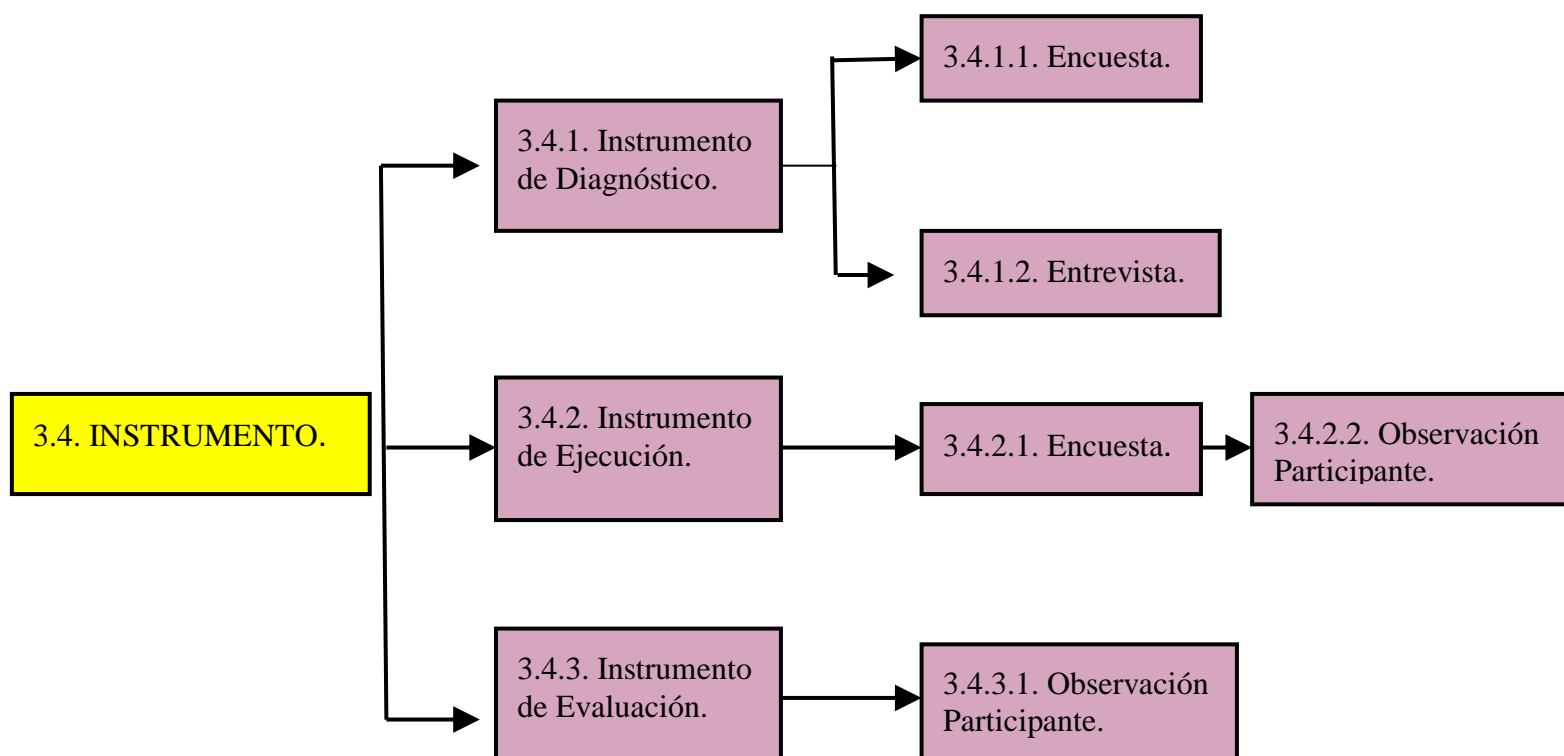 3.4. INSTRUMENTO.
3.4.1. Instrumento
de Diagnóstico.
3.4.1.1. Encuesta.
3.4.1.2. Entrevista.
3.4.2. Instrumento
de Ejecución.
3.4.2.1. Encuesta.
3.4.2.2. Observación
Participante.
3.4.3. Instrumento
de Evaluación.
3.4.3.1. Observación
Participante.